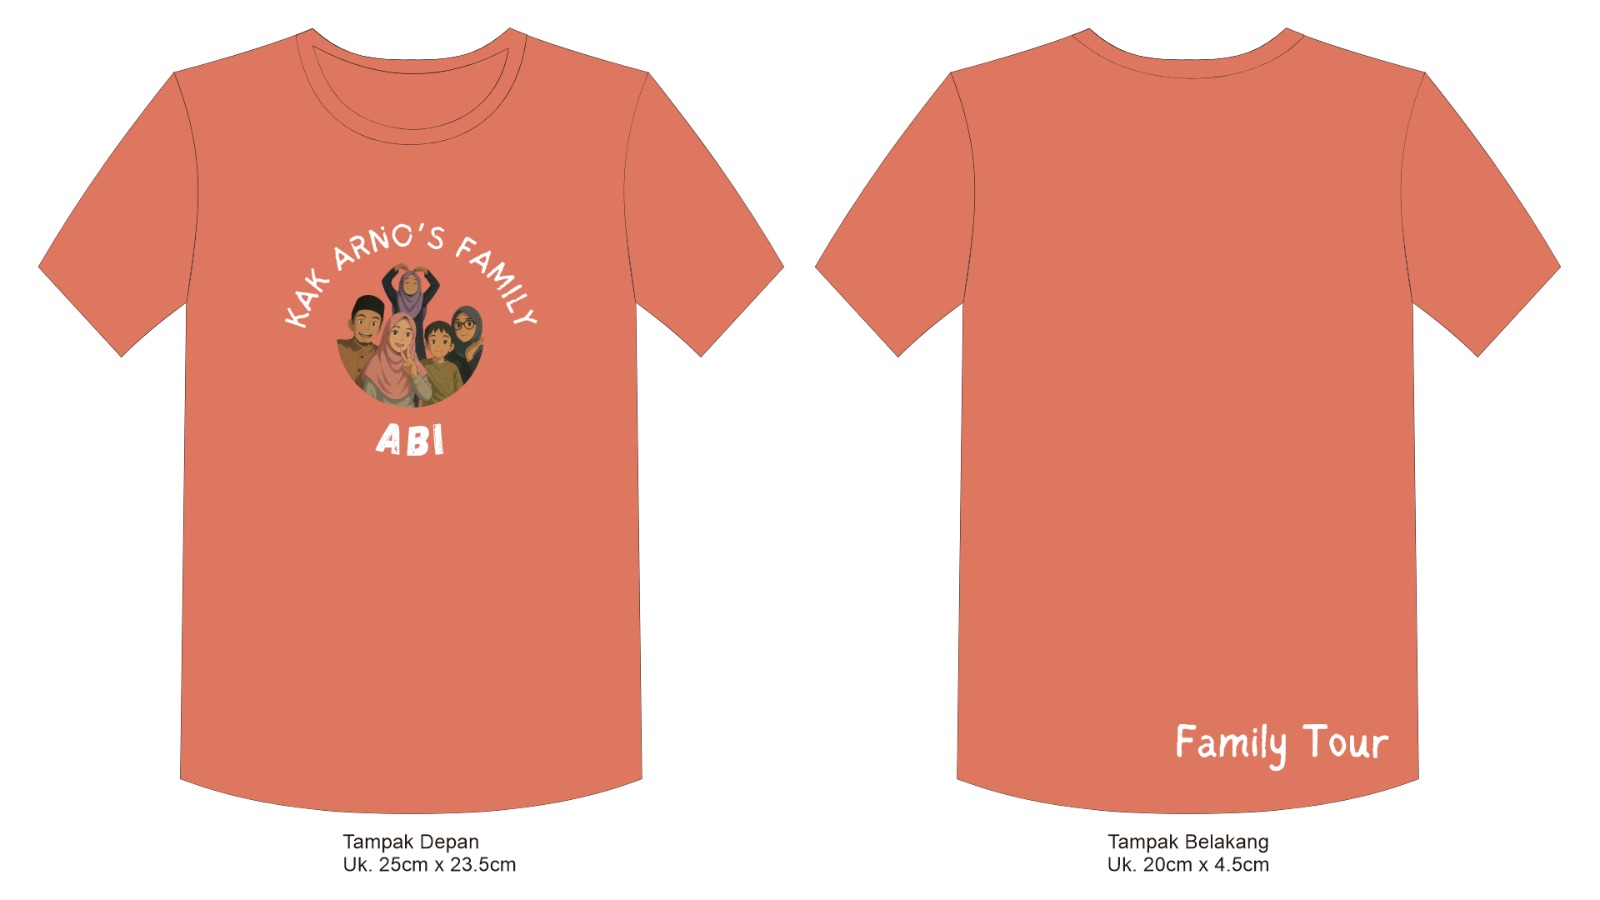 KAK ARNO'S FAMILY
ABI
Tampak Depan
Uk. 25cm x 23.5cm
Family Tour
Tampak Belakang
Uk. 20cm x 4.5cm